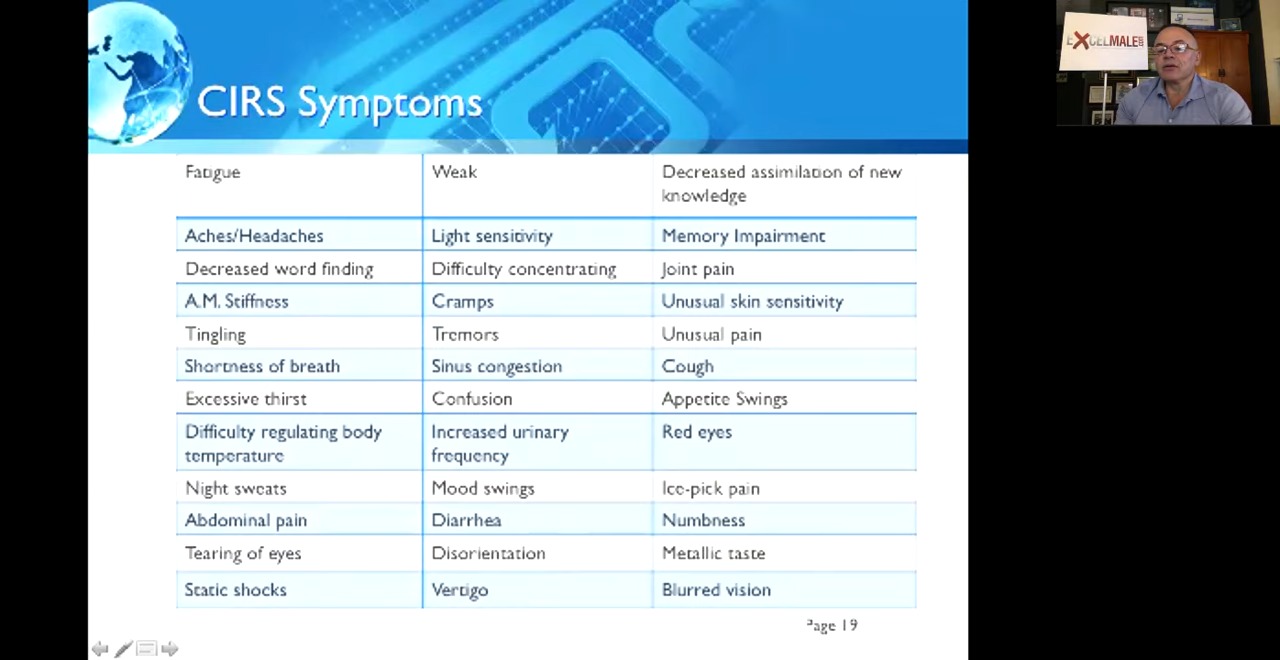 CIRS Symptoms
Fatigue
Weak
Decreased assimilation of new
knowledge
Aches/Headaches
Light sensitivity
Memory Impairment
Decreased word finding
Difficulty concentrating
Joint pain
A.M. Stiffness
Cramps
Unusual skin sensitivity
Tingling
Tremors
Unusual pain
Shortness of breath
Sinus congestion
Cough
Excessive thirst
Confusion
Appetite Swings
Difficulty regulating body
temperature
Increased urinary
frequency
Red eyes
Night sweats
Mood swings
Ice-pick pain
Abdominal pain
Diarrhea
Numbness
Tearing of eyes
Disorientation
Metallic taste
Static shocks
Vertigo
Blurred vision
Page 19
EXCELMALE